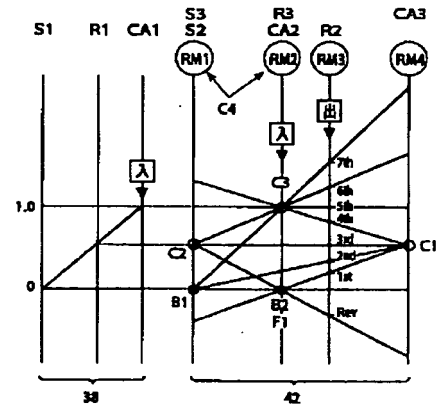 S3 R3 CA3
S1 R1 CA1 S2 CA2 R2
RM1 RM2 RM3 RM4
C4
入 入 出
7th
C3
6th
1.0 5th
4th
C2 3rd C1
2nd
1st
0 B1 B2
F1 Rev
38 42